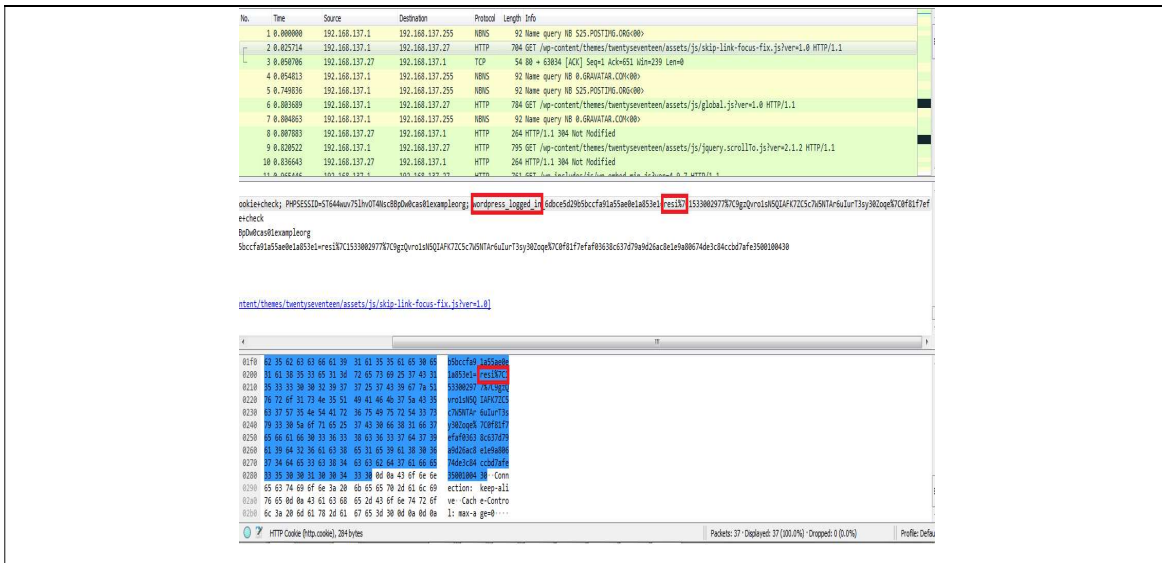 No. Time Source Destination Protocol Length Info
1 0.000000 192.168.137.1 192.168.137.255 NBNS 92 Name query NB S25.POSTIMG.ORG<00>
2 0.025714 192.168.137.1 192.168.137.27 HTTP 704 GET /wp-content/themes/twentyseventeen/assets/js/skip-link-focus-fix.js?ver=1.0 HTTP/1.1
3 0.050706 192.168.137.27 192.168.137.1 TCP 54 80 → 63034 [ACK] Seq=1 Ack=651 Win=239 Len=0
4 0.054813 192.168.137.1 192.168.137.255 NBNS 92 Name query NB 0.GRAVATAR.COM<00>
5 0.749836 192.168.137.1 192.168.137.255 NBNS 92 Name query NB S25.POSTIMG.ORG<00>
6 0.803689 192.168.137.1 192.168.137.27 HTTP 784 GET /wp-content/themes/twentyseventeen/assets/js/global.js?ver=1.0 HTTP/1.1
7 0.804863 192.168.137.1 192.168.137.255 NBNS 92 Name query NB 0.GRAVATAR.COM<00>
8 0.807883 192.168.137.27 192.168.137.1 HTTP 264 HTTP/1.1 304 Not Modified
9 0.820522 192.168.137.1 192.168.137.27 HTTP 795 GET /wp-content/themes/twentyseventeen/assets/js/jquery.scrollTo.js?ver=2.1.2 HTTP/1.1
10 0.836643 192.168.137.27 192.168.137.1 HTTP 264 HTTP/1.1 304 Not Modified
ookie+check; PHPSESSID=ST644wuv75lhvOT4Nsc8BpDw0cas01exampleorg; wordpress_logged_in_6dbce5d29b5bccfa91a55ae0e1a853e1=resi%7C1533002977%7C9gzQvro1sN5QIAFK7ZC5c7W5NTAr6uIurT3sy30Zoqe%7C0f81f7ef
e+check
BpDw0cas01exampleorg
5bccfa91a55ae0e1a853e1=resi%7C1533002977%7C9gzQvro1sN5QIAFK7ZC5c7W5NTAr6uIurT3sy30Zoqe%7C0f81f7efaf03638c637d79a9d26ac8e1e9a80674de3c84ccbd7afe3500100430
ntent/themes/twentyseventeen/assets/js/skip-link-focus-fix.js?ver=1.0]
01f0 62 35 62 63 63 66 61 39 31 61 35 35 61 65 30 65 b5bccfa9 1a55ae0e
0200 31 61 38 35 33 65 31 3d 72 65 73 69 25 37 43 31 1a853e1= resi%7C1
0210 35 33 33 30 30 32 39 37 37 25 37 43 39 67 7a 51 53300297 7%7C9gzQ
0220 76 72 6f 31 73 4e 35 51 49 41 46 4b 37 5a 43 35 vro1sN5Q IAFK7ZC5
0230 63 37 57 35 4e 54 41 72 36 75 49 75 72 54 33 73 c7W5NTAr 6uIurT3s
0240 79 33 30 5a 6f 71 65 25 37 43 30 66 38 31 66 37 y30Zoqe% 7C0f81f7
0250 65 66 61 66 30 33 36 33 38 63 36 33 37 64 37 39 efaf0363 8c637d79
0260 61 39 64 32 36 61 63 38 65 31 65 39 61 38 30 36 a9d26ac8 e1e9a806
0270 37 34 64 65 33 63 38 34 63 63 62 64 37 61 66 65 74de3c84 ccbd7afe
0280 33 35 30 30 31 30 30 34 33 30 0d 0a 43 6f 6e 6e 35001004 30··Conn
0290 65 63 74 69 6f 6e 3a 20 6b 65 65 70 2d 61 6c 69 ection: keep-ali
02a0 76 65 0d 0a 43 61 63 68 65 2d 43 6f 6e 74 72 6f ve··Cach e-Contro
02b0 6c 3a 20 6d 61 78 2d 61 67 65 3d 30 0d 0a 0d 0a l: max-a ge=0····
HTTP Cookie (http.cookie), 284 bytes Packets: 37 · Displayed: 37 (100.0%) · Dropped: 0 (0.0%) Profile: Defau